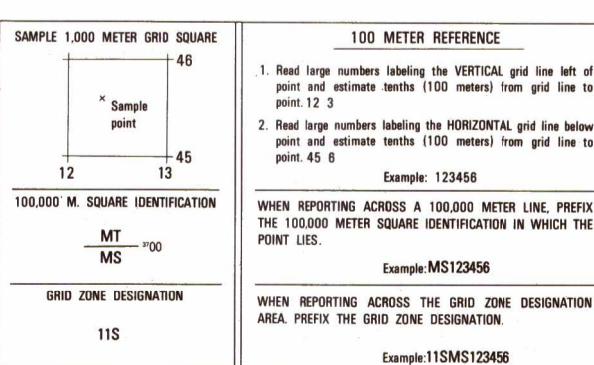 SAMPLE 1,000 METER GRID SQUARE
46
× Sample
point
45
12 13
100,000 M. SQUARE IDENTIFICATION
MT
MS
³⁷00
GRID ZONE DESIGNATION
11S
100 METER REFERENCE
1. Read large numbers labeling the VERTICAL grid line left of
point and estimate tenths (100 meters) from grid line to
point. 12 3
2. Read large numbers labeling the HORIZONTAL grid line below
point and estimate tenths (100 meters) from grid line to
point. 45 6
Example: 123456
WHEN REPORTING ACROSS A 100,000 METER LINE, PREFIX
THE 100,000 METER SQUARE IDENTIFICATION IN WHICH THE
POINT LIES.
Example: MS123456
WHEN REPORTING ACROSS THE GRID ZONE DESIGNATION
AREA. PREFIX THE GRID ZONE DESIGNATION.
Example: 11SMS123456